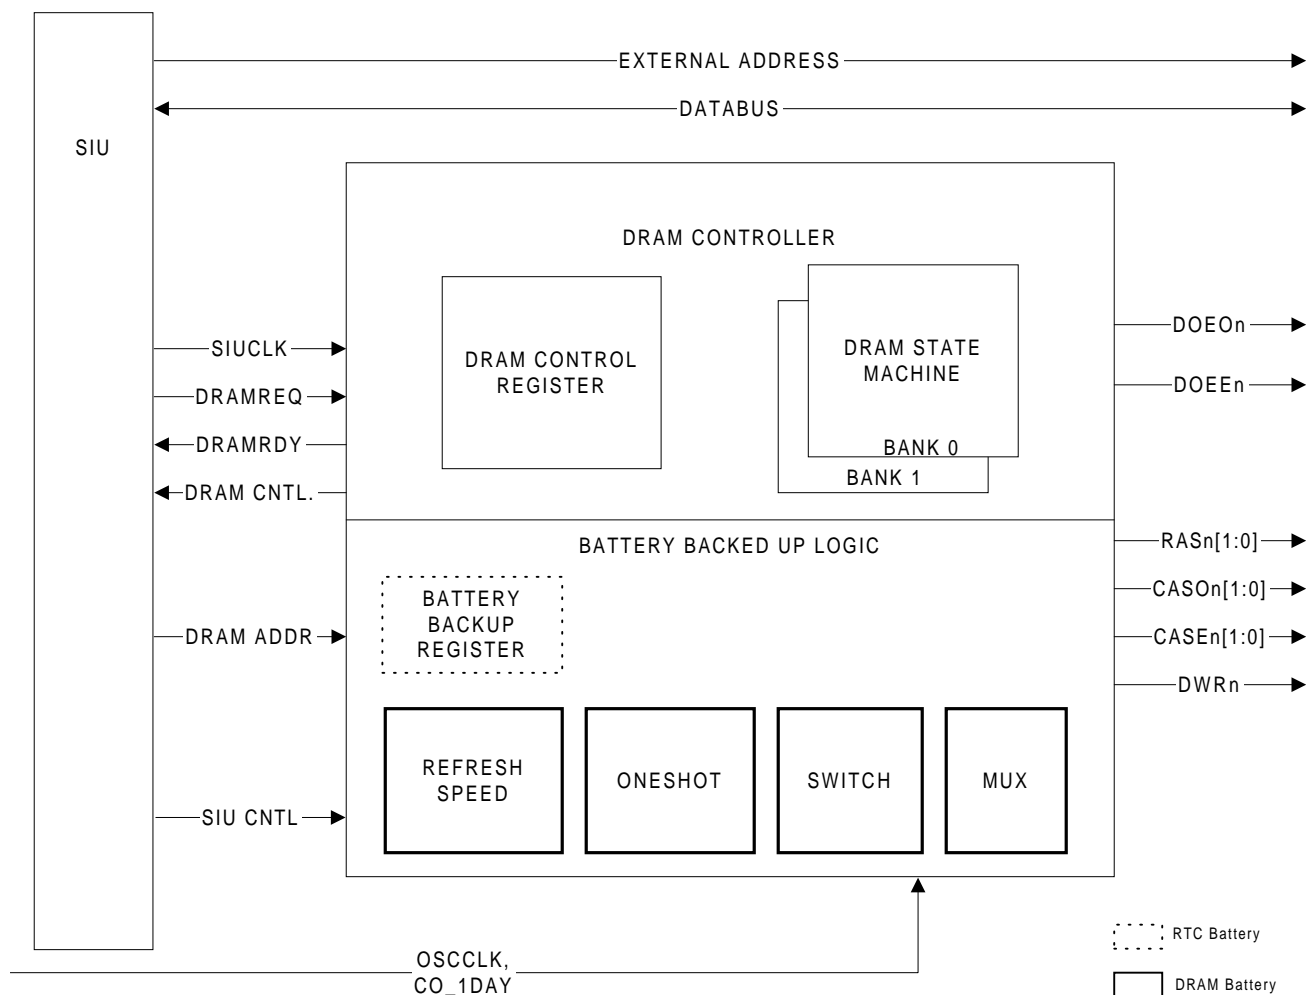 EXTERNAL ADDRESS
DATABUS
SIU
DRAM CONTROLLER
SIUCLK
DRAMREQ
DRAMRDY
DRAM CNTL.
DRAM CONTROL
REGISTER
DRAM STATE
MACHINE
BANK 0
BANK 1
DOEOn
DOEEn
BATTERY BACKED UP LOGIC
BATTERY
BACKUP
REGISTER
DRAM ADDR
RASn[1:0]
CASOn[1:0]
CASEn[1:0]
DWRn
REFRESH
SPEED
ONESHOT
SWITCH
MUX
SIU CNTL
OSCCLK,
CO_1DAY
RTC Battery
DRAM Battery